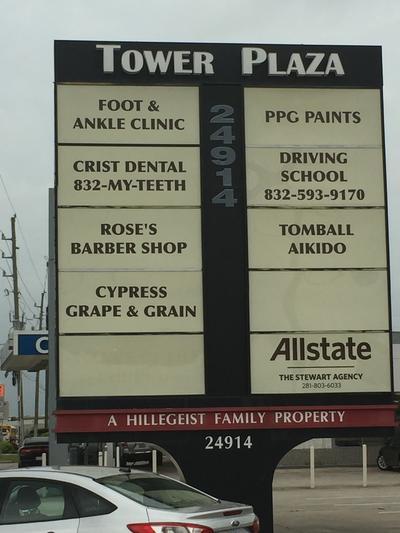 TOWER PLAZA
FOOT &
ANKLE CLINIC
CRIST DENTAL
832-MY-TEETH
ROSE'S
BARBER SHOP
CYPRESS
GRAPE & GRAIN
24914
PPG PAINTS
DRIVING
SCHOOL
832-593-9170
TOMBALL
AIKIDO
Allstate
THE STEWART AGENCY
281-803-6033
A HILLEGEIST FAMILY PROPERTY
24914
C